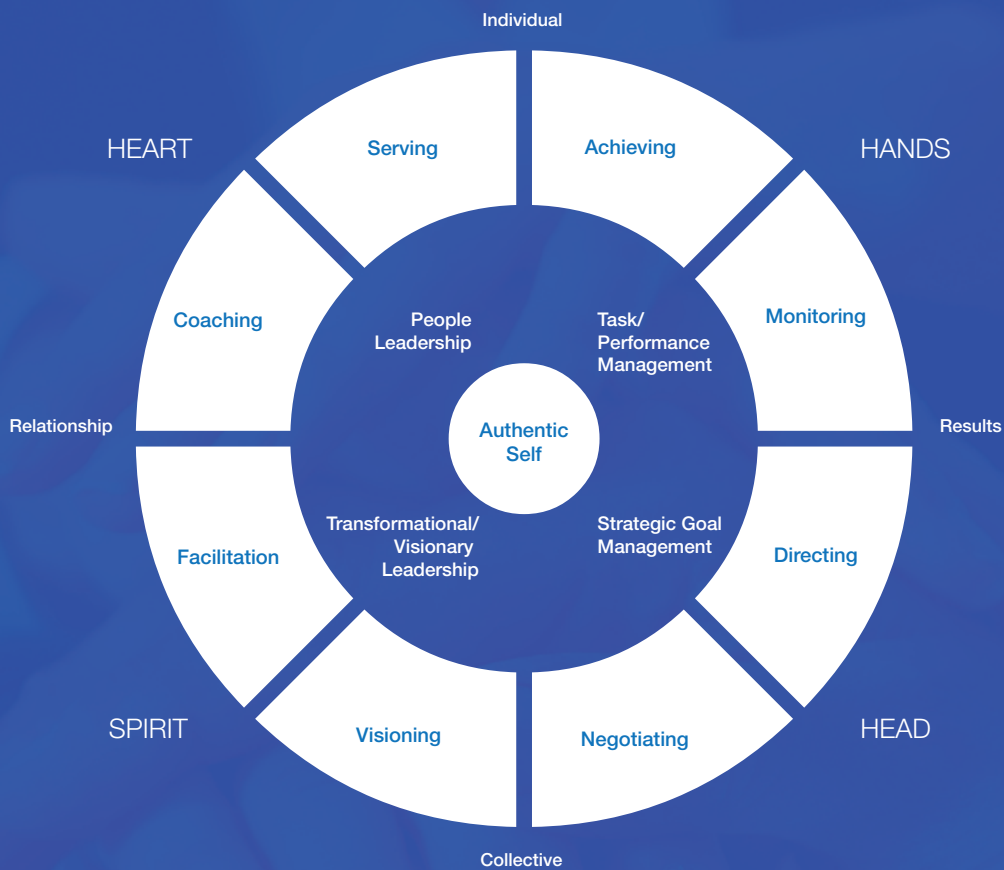 Individual
HEART
HANDS
Serving
Achieving
Coaching
Monitoring
People
Leadership
Task/
Performance
Management
Relationship
Results
Authentic
Self
Transformational/
Visionary
Leadership
Strategic Goal
Management
Facilitation
Directing
SPIRIT
HEAD
Visioning
Negotiating
Collective